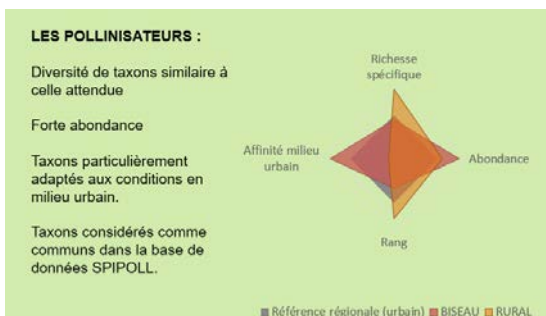 LES POLLINISATEURS :
Diversité de taxons similaire à
celle attendue
Forte abondance
Taxons particulièrement
adaptés aux conditions en
milieu urbain.
Taxons considérés comme
communs dans la base de
données SPIPOLL.
Richesse
spécifique
Affinité milieu
urbain
Abondance
Rang
Référence régionale (urbain) BISEAU RURAL